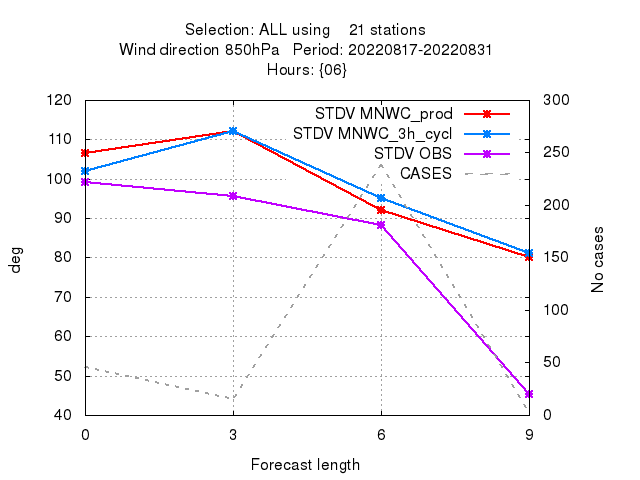 Selection: ALL using 21 stations
Wind direction 850hPa Period: 20220817-20220831
Hours: {06}
120 300
STDV MNWC_prod
110 STDV MNWC_3h_cycl
250
100 STDV OBS
CASES
90 200
80 150
70
100
60
50 50
40 0
deg
No cases
0 3 6 9
Forecast length